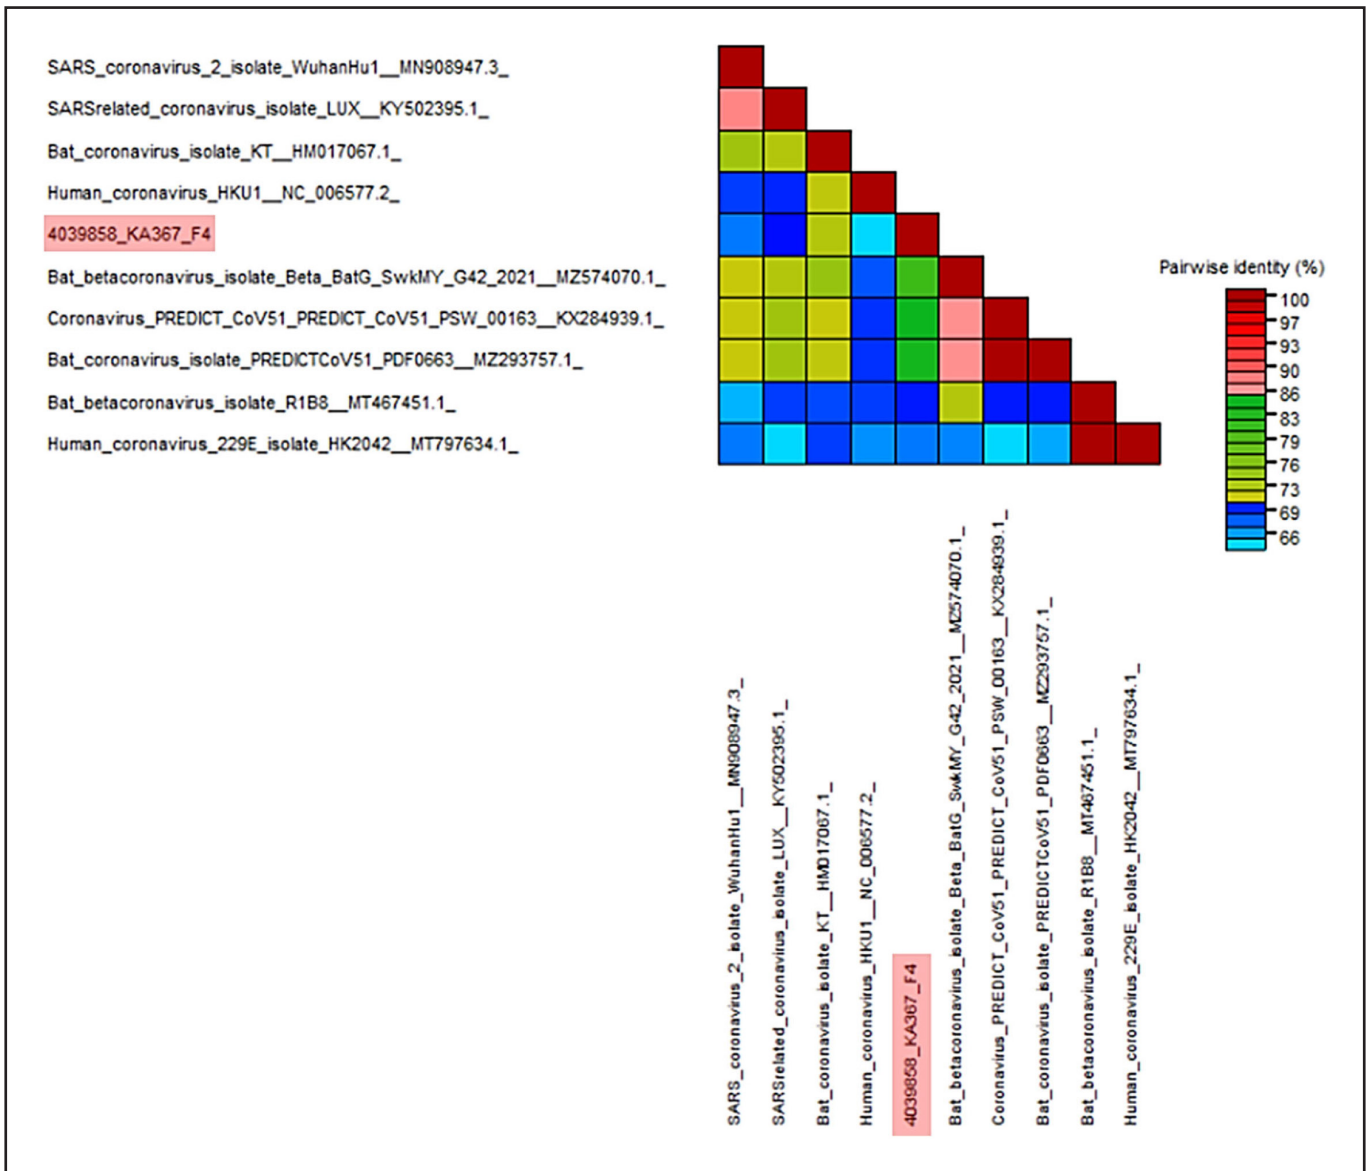 SARS_coronavirus_2_isolate_WuhanHu1__MN908947.3_
SARSrelated_coronavirus_isolate_LUX__KY502395.1_
Bat_coronavirus_isolate_KT__HM017067.1_
Human_coronavirus_HKU1__NC_006577.2_
4039858_KA367_F4
Bat_betacoronavirus_isolate_Beta_BatG_SwkMY_G42_2021__MZ574070.1_
Coronavirus_PREDICT_CoV51_PREDICT_CoV51_PSW_00163__KX284939.1_
Bat_coronavirus_isolate_PREDICTCoV51_PDF0663__MZ293757.1_
Bat_betacoronavirus_isolate_R1B8__MT467451.1_
Human_coronavirus_229E_isolate_HK2042__MT797634.1_
Pairwise identity (%)
100
97
93
90
86
83
79
76
73
69
66
SARS_coronavirus_2_isolate_WuhanHu1__MN908947.3_
SARSrelated_coronavirus_isolate_LUX__KY502395.1_
Bat_coronavirus_isolate_KT__HM017067.1_
Human_coronavirus_HKU1__NC_006577.2_
4039858_KA367_F4
Bat_betacoronavirus_isolate_Beta_BatG_SwkMY_G42_2021__MZ574070.1_
Coronavirus_PREDICT_CoV51_PREDICT_CoV51_PSW_00163__KX284939.1_
Bat_coronavirus_isolate_PREDICTCoV51_PDF0663__MZ293757.1_
Bat_betacoronavirus_isolate_R1B8__MT467451.1_
Human_coronavirus_229E_isolate_HK2042__MT797634.1_